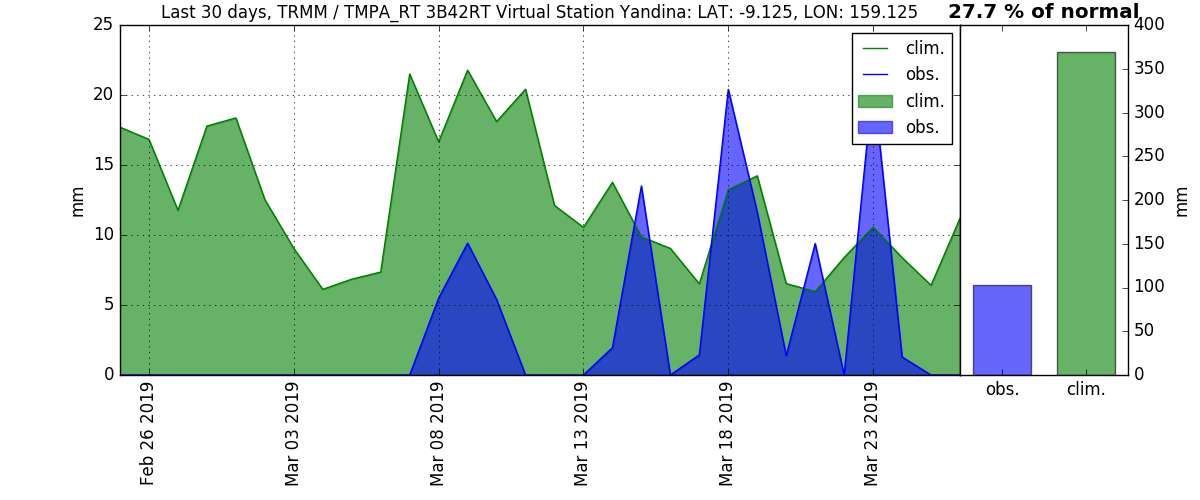 Last 30 days, TRMM / TMPA_RT 3B42RT Virtual Station Yandina: LAT: -9.125, LON: 159.125
27.7 % of normal
25
20
15
10
5
0
mm
clim.
obs.
clim.
obs.
Feb 26 2019
Mar 03 2019
Mar 08 2019
Mar 13 2019
Mar 18 2019
Mar 23 2019
400
350
300
250
200
150
100
50
0
mm
obs.
clim.